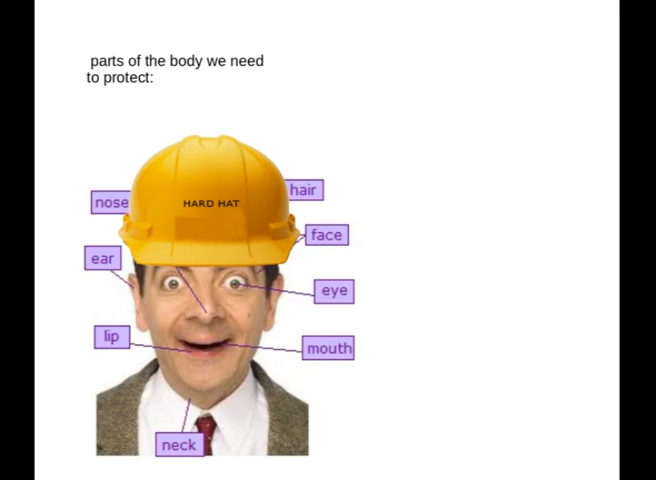 parts of the body we need
to protect:
HARD HAT
hair
nose
face
ear
eye
lip
mouth
neck